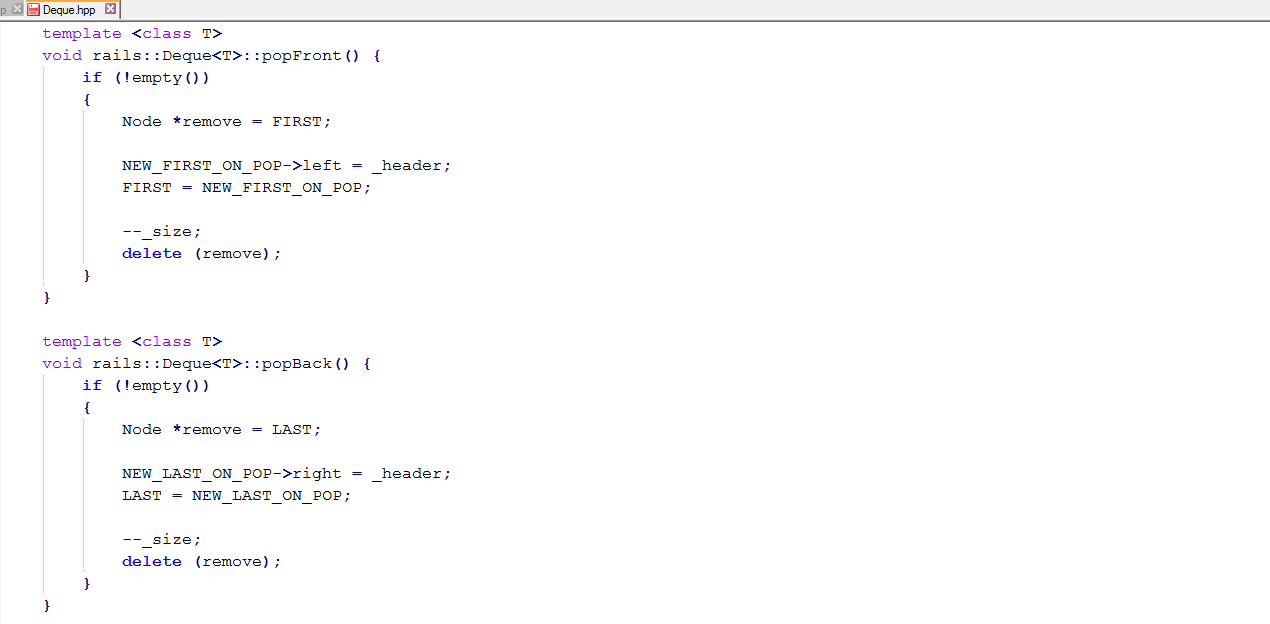 p Deque.hpp
template <class T>
void rails::Deque<T>::popFront() {
if (!empty())
{
Node *remove = FIRST;
NEW_FIRST_ON_POP->left = _header;
FIRST = NEW_FIRST_ON_POP;
--_size;
delete (remove);
}
}
template <class T>
void rails::Deque<T>::popBack() {
if (!empty())
{
Node *remove = LAST;
NEW_LAST_ON_POP->right = _header;
LAST = NEW_LAST_ON_POP;
--_size;
delete (remove);
}
}